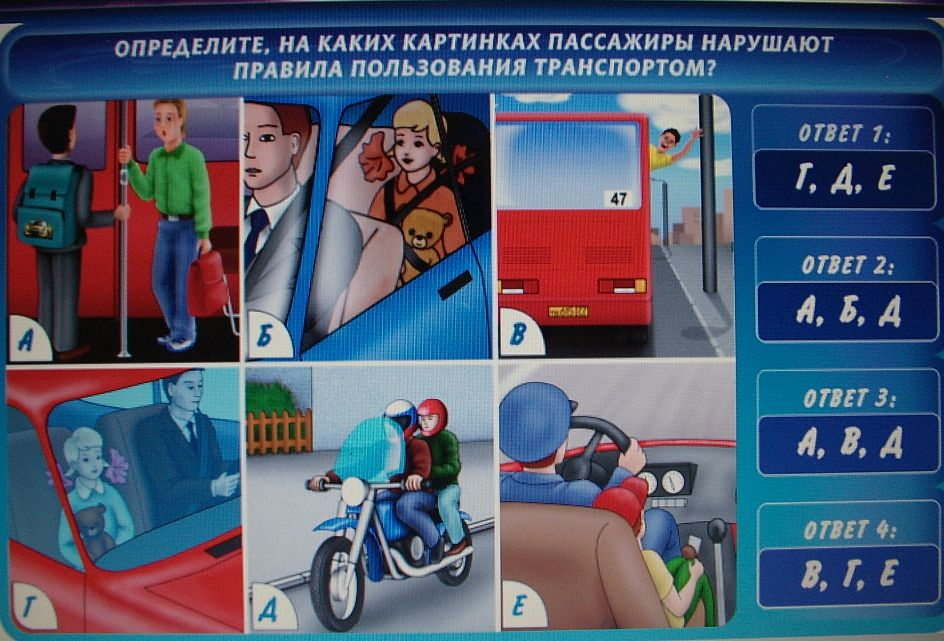 ОПРЕДЕЛИТЕ, НА КАКИХ КАРТИНКАХ ПАССАЖИРЫ НАРУШАЮТ
ПРАВИЛА ПОЛЬЗОВАНИЯ ТРАНСПОРТОМ?
А
Б
В
47
Г
Д
Е
ОТВЕТ 1:
Г, Д, Е
ОТВЕТ 2:
А, Б, Д
ОТВЕТ 3:
А, В, Д
ОТВЕТ 4:
В, Г, Е